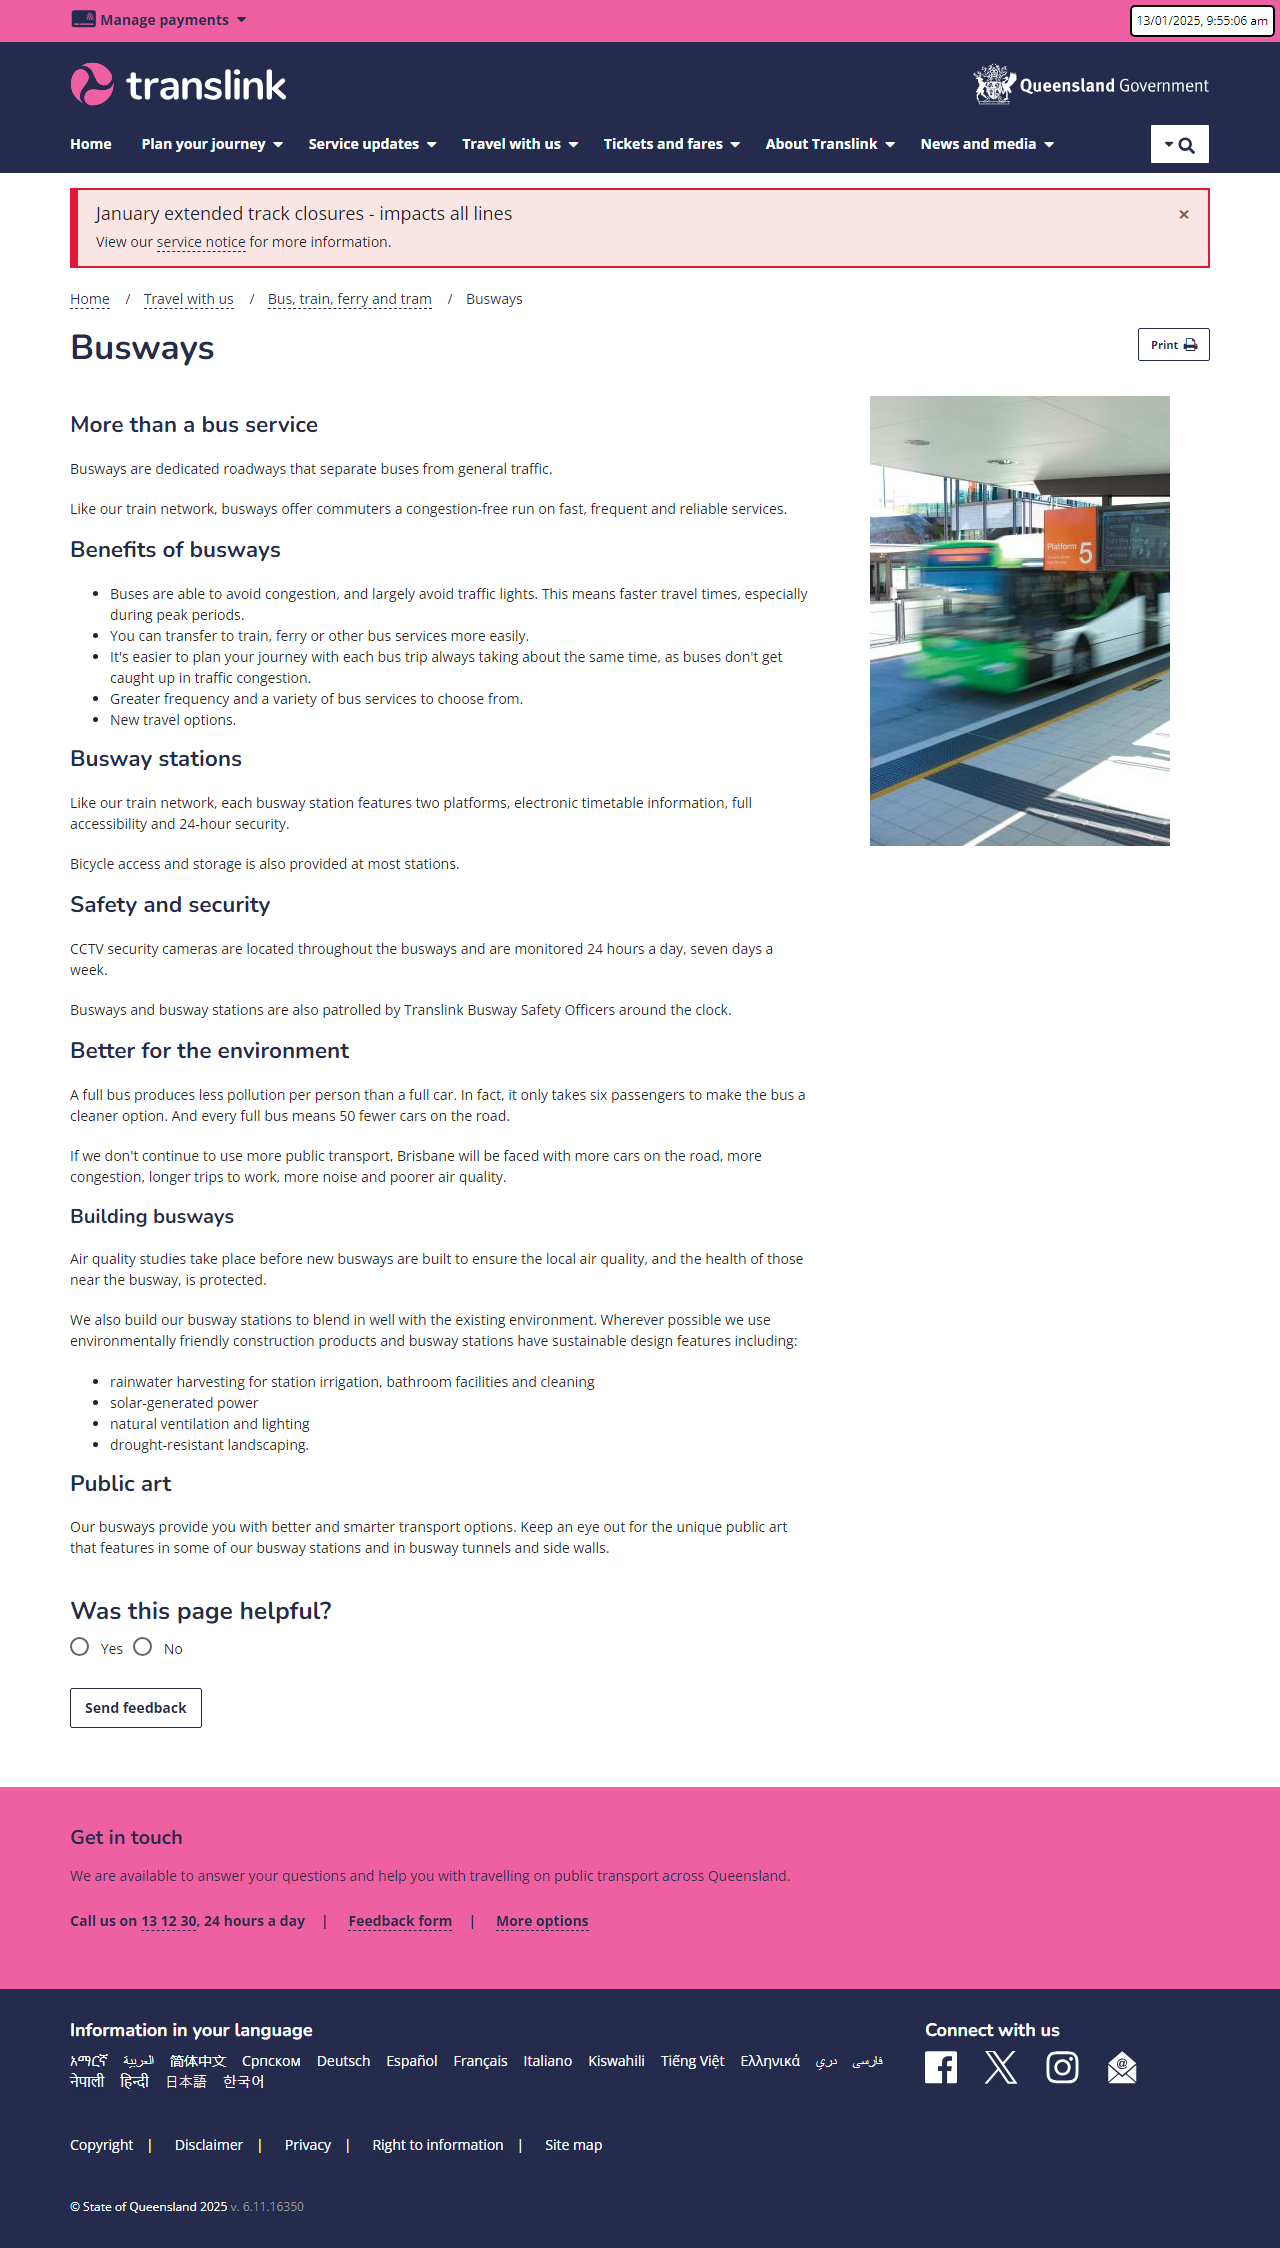 Manage payments
13/01/2025, 9:55:06 am
translink
Queensland Government
Home Plan your journey Service updates Travel with us Tickets and fares About Translink News and media
January extended track closures - impacts all lines
×
View our service notice for more information.
Home / Travel with us / Bus, train, ferry and tram / Busways
Busways
Print
More than a bus service
Busways are dedicated roadways that separate buses from general traffic.
Like our train network, busways offer commuters a congestion-free run on fast, frequent and reliable services.
Platform 5
Benefits of busways
• Buses are able to avoid congestion, and largely avoid traffic lights. This means faster travel times, especially
during peak periods.
• You can transfer to train, ferry or other bus services more easily.
• It's easier to plan your journey with each bus trip always taking about the same time, as buses don't get
caught up in traffic congestion.
• Greater frequency and a variety of bus services to choose from.
• New travel options.
Busway stations
Like our train network, each busway station features two platforms, electronic timetable information, full
accessibility and 24-hour security.
Bicycle access and storage is also provided at most stations.
Safety and security
CCTV security cameras are located throughout the busways and are monitored 24 hours a day, seven days a
week.
Busways and busway stations are also patrolled by Translink Busway Safety Officers around the clock.
Better for the environment
A full bus produces less pollution per person than a full car. In fact, it only takes six passengers to make the bus a
cleaner option. And every full bus means 50 fewer cars on the road.
If we don't continue to use more public transport, Brisbane will be faced with more cars on the road, more
congestion, longer trips to work, more noise and poorer air quality.
Building busways
Air quality studies take place before new busways are built to ensure the local air quality, and the health of those
near the busway, is protected.
We also build our busway stations to blend in well with the existing environment. Wherever possible we use
environmentally friendly construction products and busway stations have sustainable design features including:
• rainwater harvesting for station irrigation, bathroom facilities and cleaning
• solar-generated power
• natural ventilation and lighting
• drought-resistant landscaping.
Public art
Our busways provide you with better and smarter transport options. Keep an eye out for the unique public art
that features in some of our busway stations and in busway tunnels and side walls.
Was this page helpful?
Yes No
Send feedback
Get in touch
We are available to answer your questions and help you with travelling on public transport across Queensland.
Call us on 13 12 30, 24 hours a day | Feedback form | More options
Information in your language
አማርኛ العربية 简体中文 Српском Deutsch Español Français Italiano Kiswahili Tiếng Việt Ελληνικά دري فارسی
नेपाली हिन्दी 日本語 한국어
Connect with us
Copyright | Disclaimer | Privacy | Right to information | Site map
© State of Queensland 2025 v. 6.11.16350